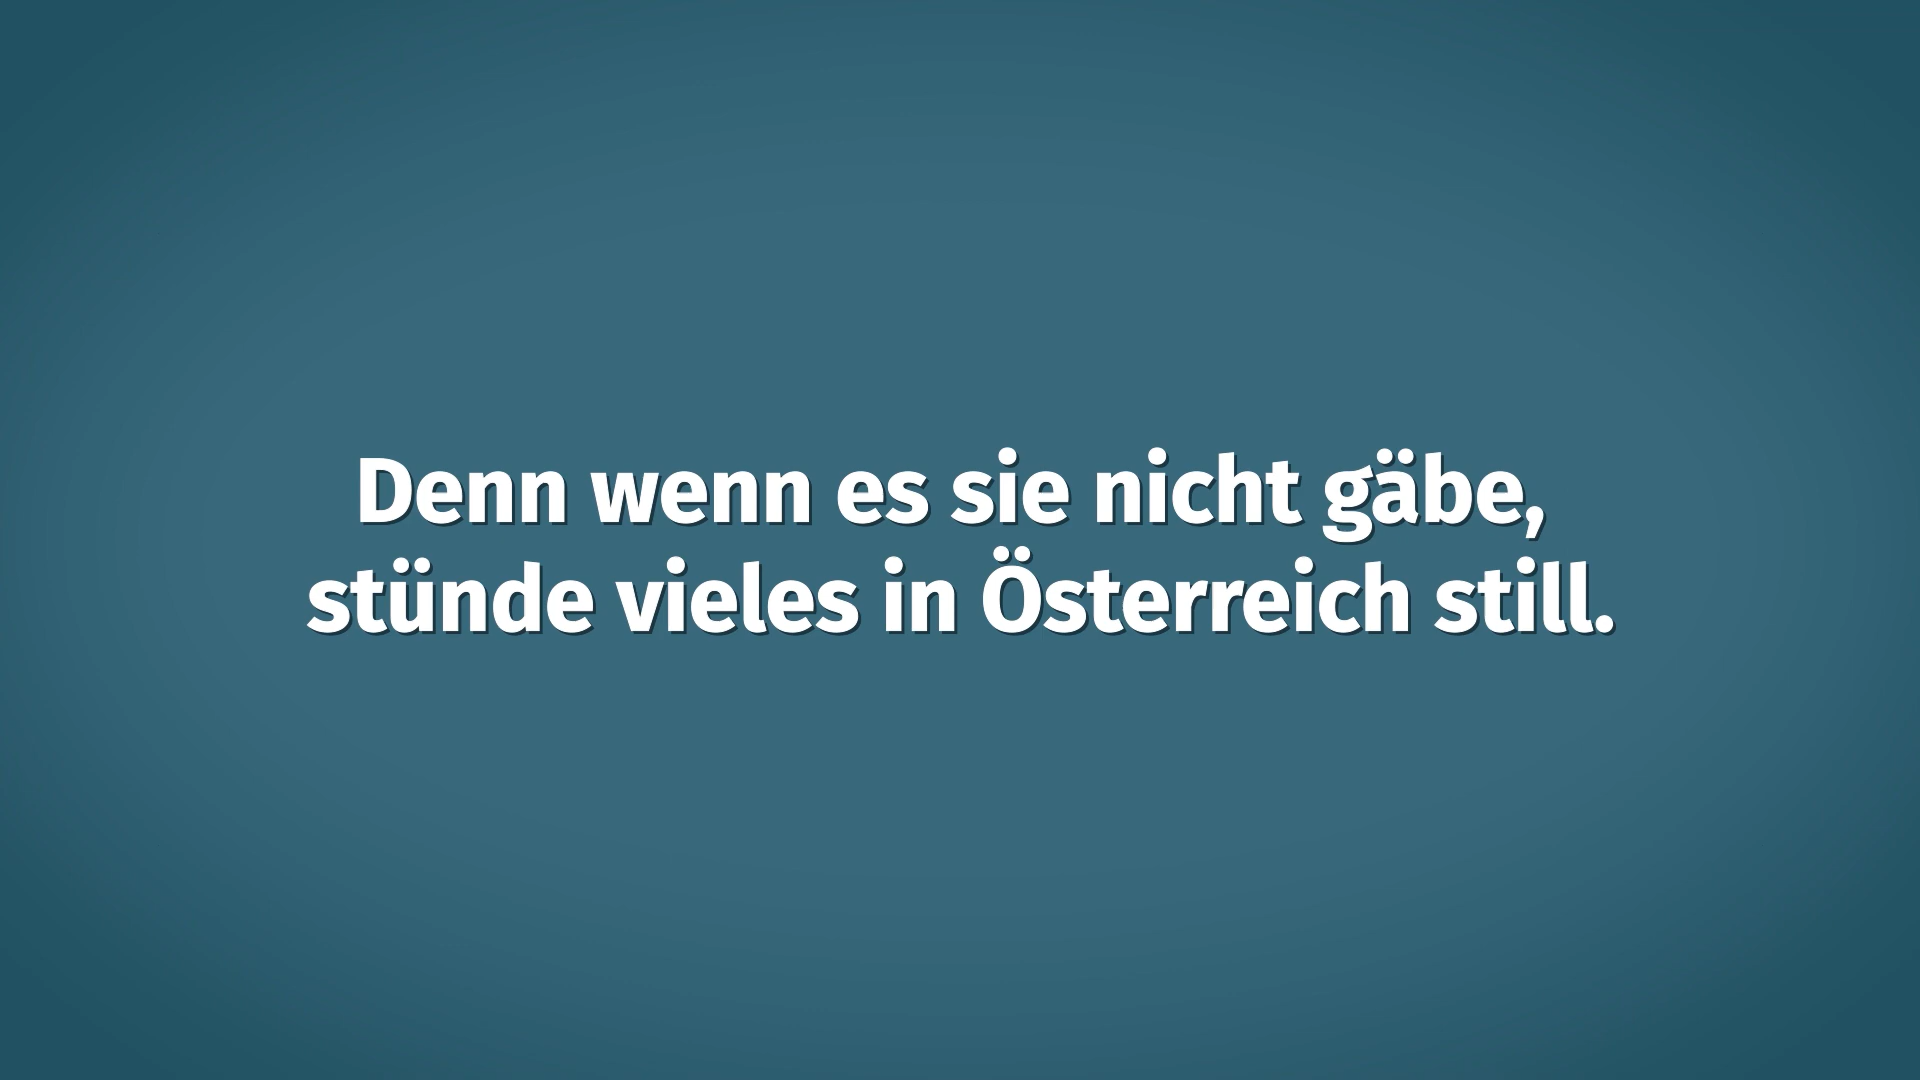 Denn wenn es sie nicht gäbe,
stünde vieles in Österreich still.